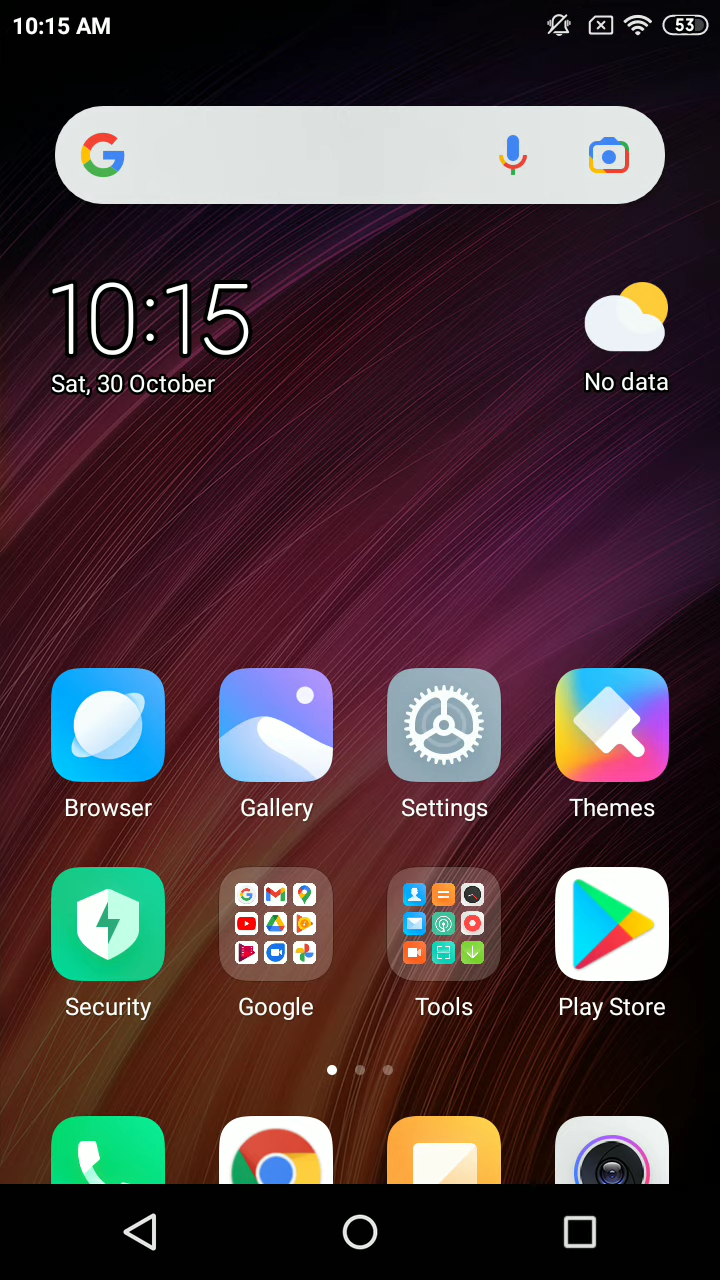 10:15 AM
53
10:15
Sat, 30 October
No data
Browser
Gallery
Settings
Themes
Security
Google
Tools
Play Store